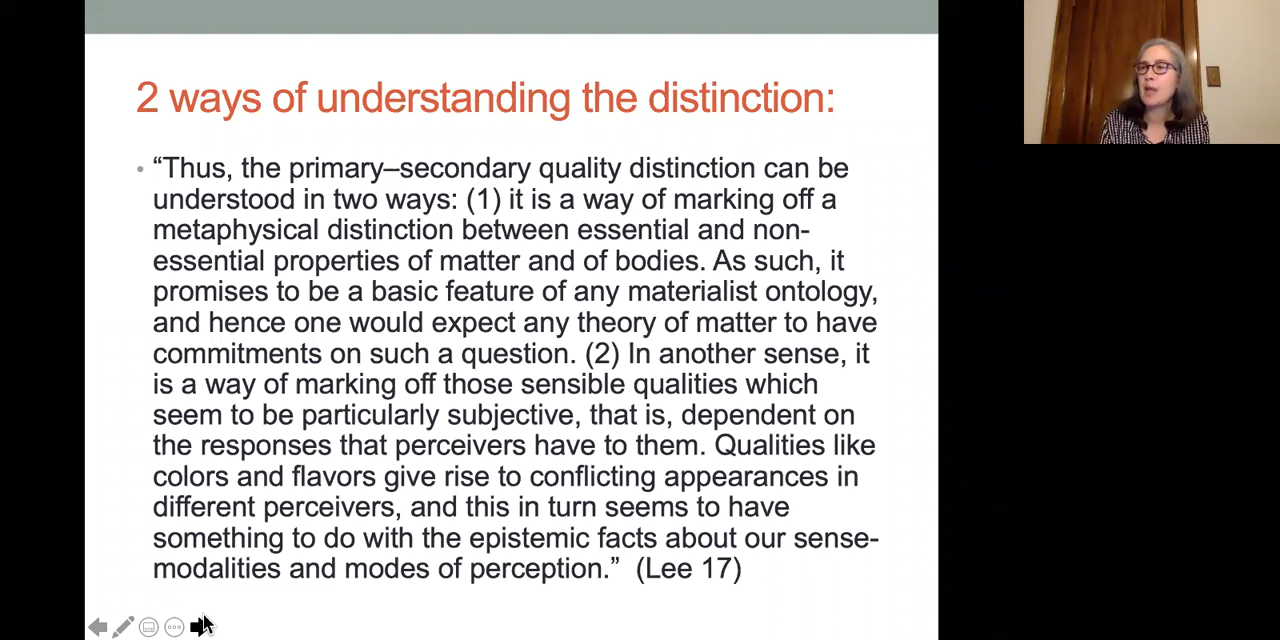 2 ways of understanding the distinction:
• “Thus, the primary–secondary quality distinction can be
understood in two ways: (1) it is a way of marking off a
metaphysical distinction between essential and non-
essential properties of matter and of bodies. As such, it
promises to be a basic feature of any materialist ontology,
and hence one would expect any theory of matter to have
commitments on such a question. (2) In another sense, it
is a way of marking off those sensible qualities which
seem to be particularly subjective, that is, dependent on
the responses that perceivers have to them. Qualities like
colors and flavors give rise to conflicting appearances in
different perceivers, and this in turn seems to have
something to do with the epistemic facts about our sense-
modalities and modes of perception.” (Lee 17)